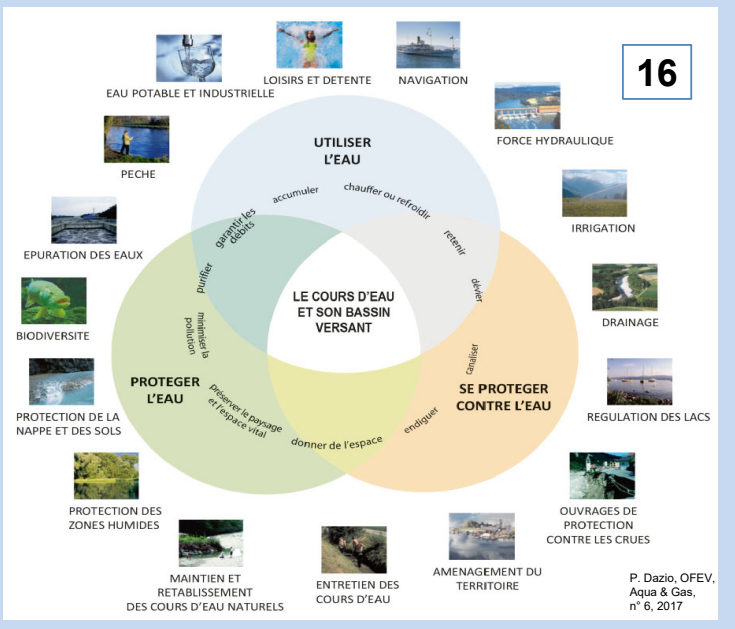 16
EAU POTABLE ET INDUSTRIELLE
LOISIRS ET DETENTE
NAVIGATION
FORCE HYDRAULIQUE
PECHE
IRRIGATION
EPURATION DES EAUX
DRAINAGE
BIODIVERSITE
REGULATION DES LACS
PROTECTION DE LA
NAPPE ET DES SOLS
OUVRAGES DE
PROTECTION
CONTRE LES CRUES
PROTECTION DES
ZONES HUMIDES
AMENAGEMENT DU
TERRITOIRE
MAINTIEN ET
RETABLISSEMENT
DES COURS D'EAU NATURELS
ENTRETIEN DES
COURS D'EAU
UTILISER
L'EAU
accumuler
chauffer ou refroidir
garantir les
débits
retenir
purifier
dévier
LE COURS D'EAU
ET SON BASSIN
VERSANT
minimiser la
pollution
canaliser
PROTEGER
L'EAU
SE PROTEGER
CONTRE L'EAU
préserver le paysage
et l'espace vital
donner de l'espace
endiguer
P. Dazio, OFEV,
Aqua & Gas,
n° 6, 2017